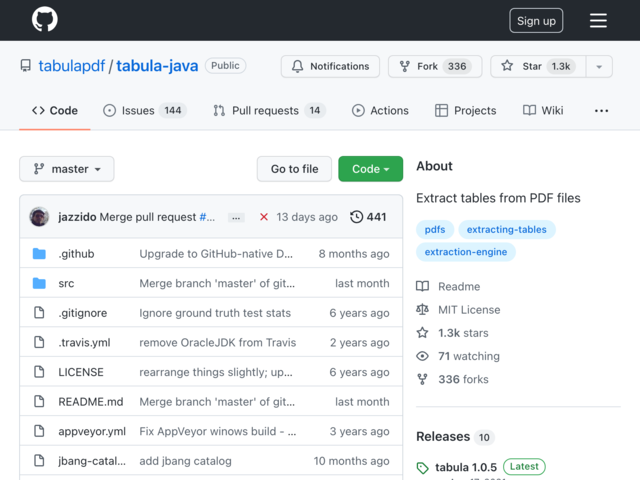 Sign up
tabulapdf / tabula-java Public
Notifications Fork 336 Star 1.3k
Code Issues 144 Pull requests 14 Actions Projects Wiki ...
master Go to file Code
jazzido Merge pull request #... ... 13 days ago 441
.github Upgrade to GitHub-native D... 8 months ago
src Merge branch 'master' of git... last month
.gitignore Ignore ground truth test stats 6 years ago
.travis.yml remove OracleJDK from Travis 2 years ago
LICENSE rearrange things slightly; up... 6 years ago
README.md Merge branch 'master' of git... last month
appveyor.yml Fix AppVeyor winows build - ... 3 years ago
jbang-catal... add jbang catalog 10 months ago
About
Extract tables from PDF files
pdfs extracting-tables
extraction-engine
Readme
MIT License
1.3k stars
71 watching
336 forks
Releases 10
tabula 1.0.5 Latest